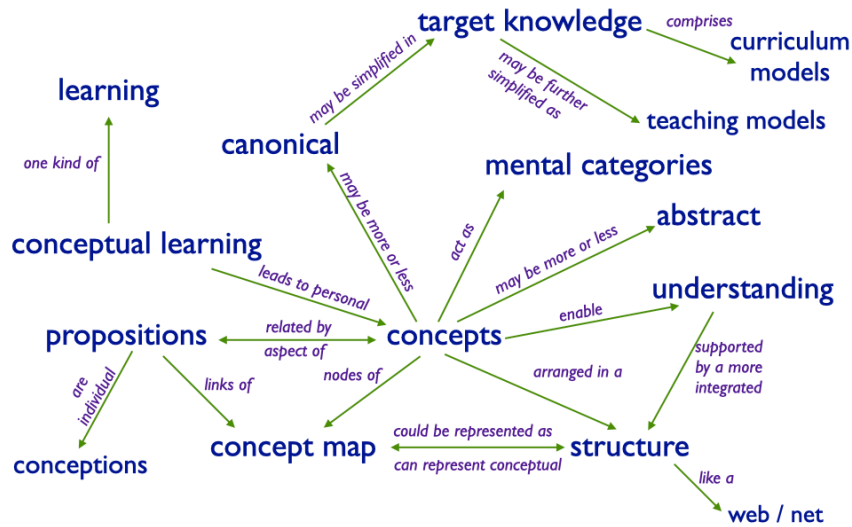 target knowledge
comprises
curriculum
models
may be simplified in
may be further
simplified as
learning
teaching models
canonical
one kind of
mental categories
may be more or less
abstract
act as
may be more or less
conceptual learning
leads to personal
understanding
enable
propositions
related by
aspect of
concepts
supported
by a more
integrated
are
individual
links of
nodes of
arranged in a
conceptions
concept map
could be represented as
can represent conceptual
structure
like a
web / net